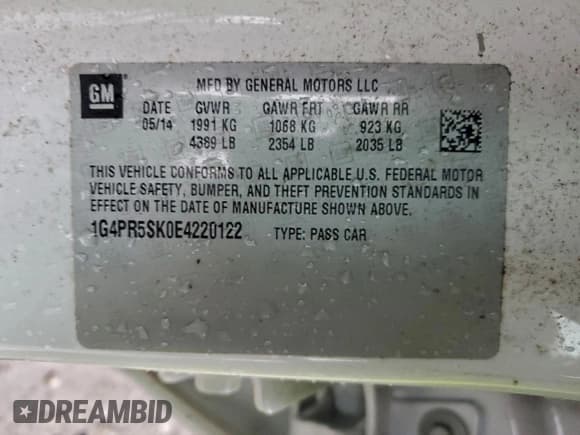 GM
MFD BY GENERAL MOTORS LLC
DATE GVWR GAWR FRT GAWR RR
05/14 1991 KG 1068 KG 923 KG
4389 LB 2354 LB 2035 LB
THIS VEHICLE CONFORMS TO ALL APPLICABLE U.S. FEDERAL MOTOR
VEHICLE SAFETY, BUMPER, AND THEFT PREVENTION STANDARDS IN
EFFECT ON THE DATE OF MANUFACTURE SHOWN ABOVE.
1G4PR5SK0E4220122 TYPE: PASS CAR
DREAMBID